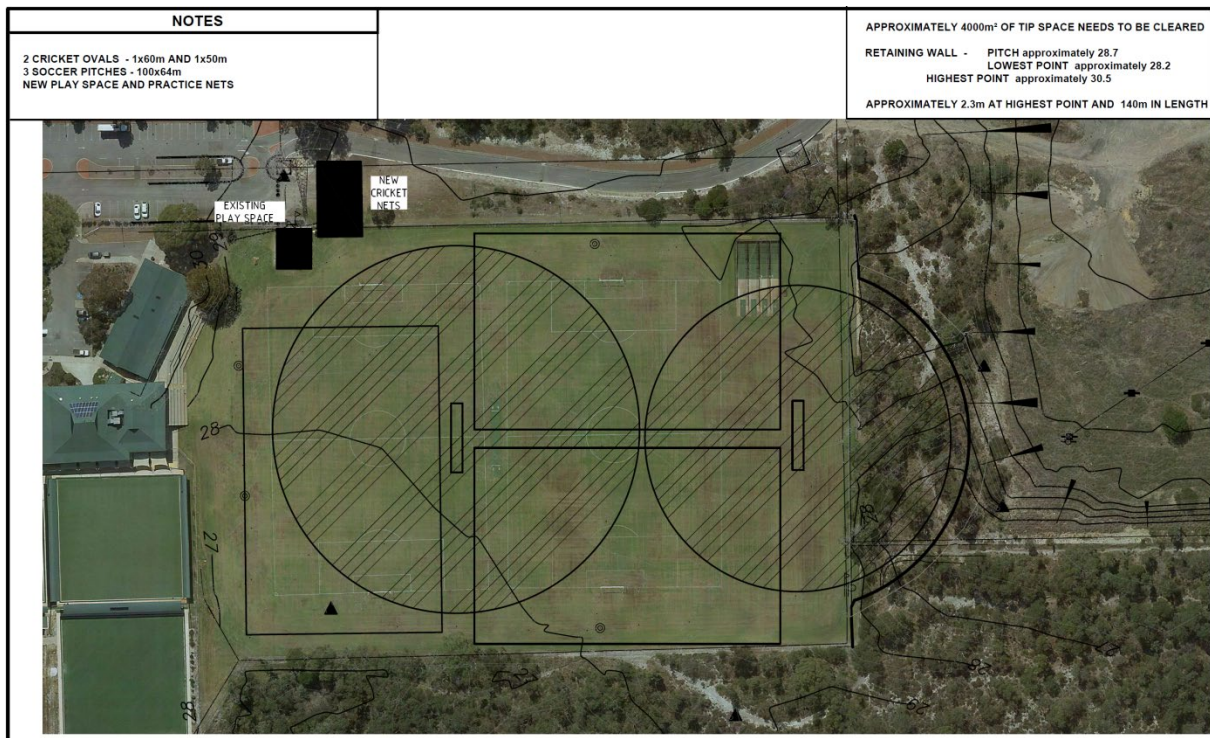 NOTES
2 CRICKET OVALS - 1x60m AND 1x50m
3 SOCCER PITCHES - 100x64m
NEW PLAY SPACE AND PRACTICE NETS
APPROXIMATELY 4000m² OF TIP SPACE NEEDS TO BE CLEARED
RETAINING WALL - PITCH approximately 28.7
LOWEST POINT approximately 28.2
HIGHEST POINT approximately 30.5
APPROXIMATELY 2.3m AT HIGHEST POINT AND 140m IN LENGTH
EXISTING
PLAY SPACE
NEW
CRICKET
NETS
28
28
27
28
28
29